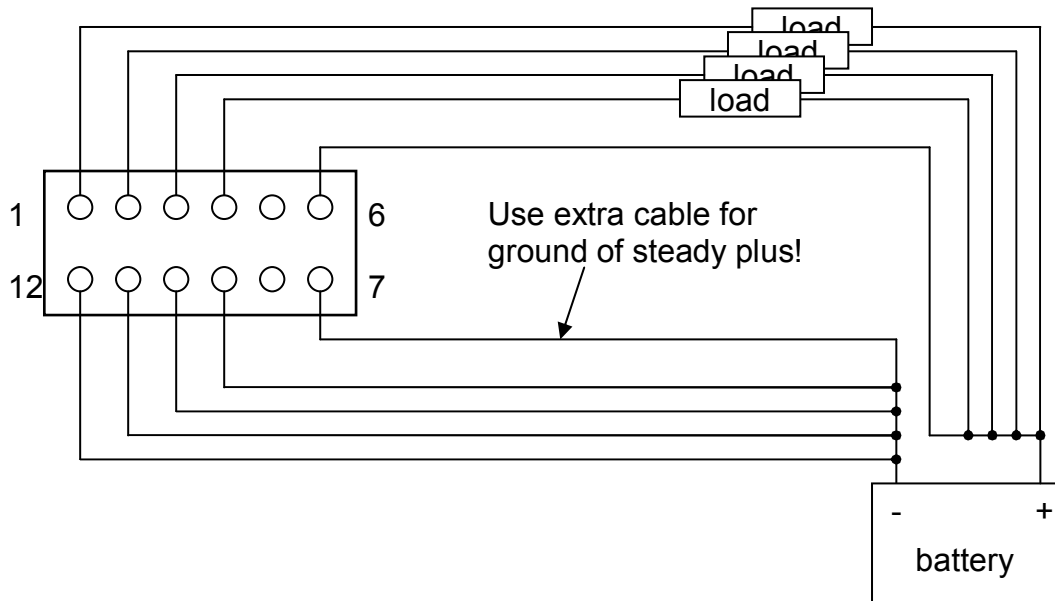 load
load
load
load
1
6
Use extra cable for
ground of steady plus!
12
7
- +
battery